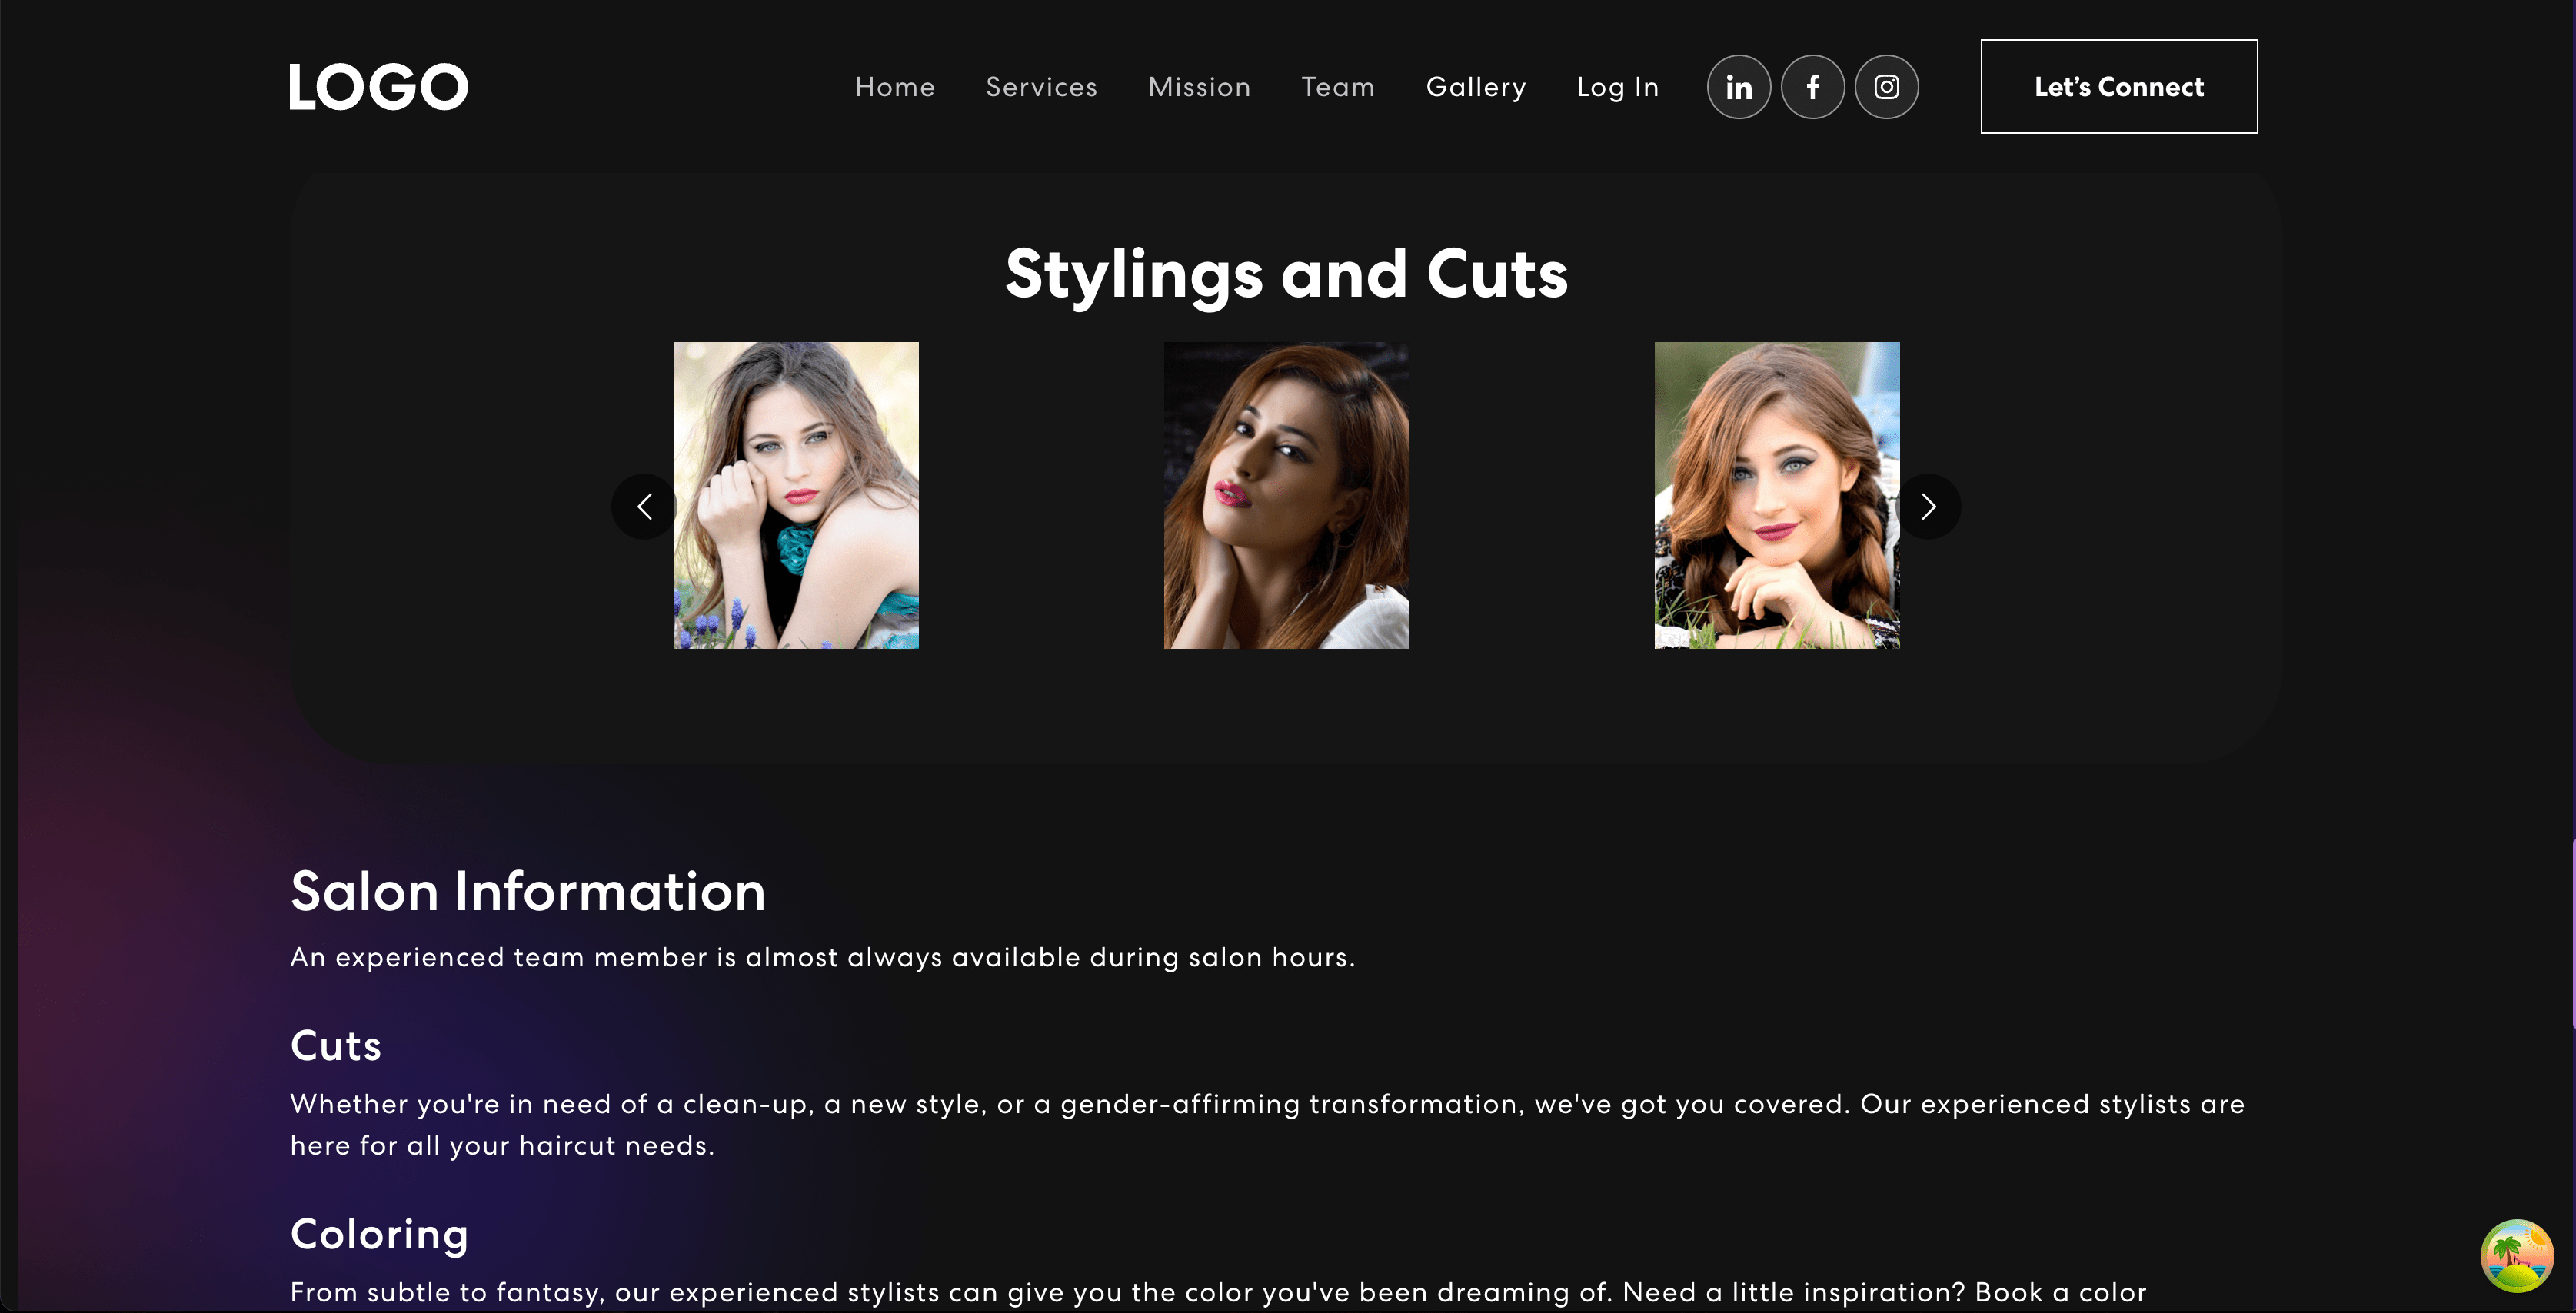 LOGO
Home Services Mission Team Gallery Log In in f Let’s Connect
Stylings and Cuts
Salon Information
An experienced team member is almost always available during salon hours.
Cuts
Whether you're in need of a clean-up, a new style, or a gender-affirming transformation, we've got you covered. Our experienced stylists are
here for all your haircut needs.
Coloring
From subtle to fantasy, our experienced stylists can give you the color you've been dreaming of. Need a little inspiration? Book a color